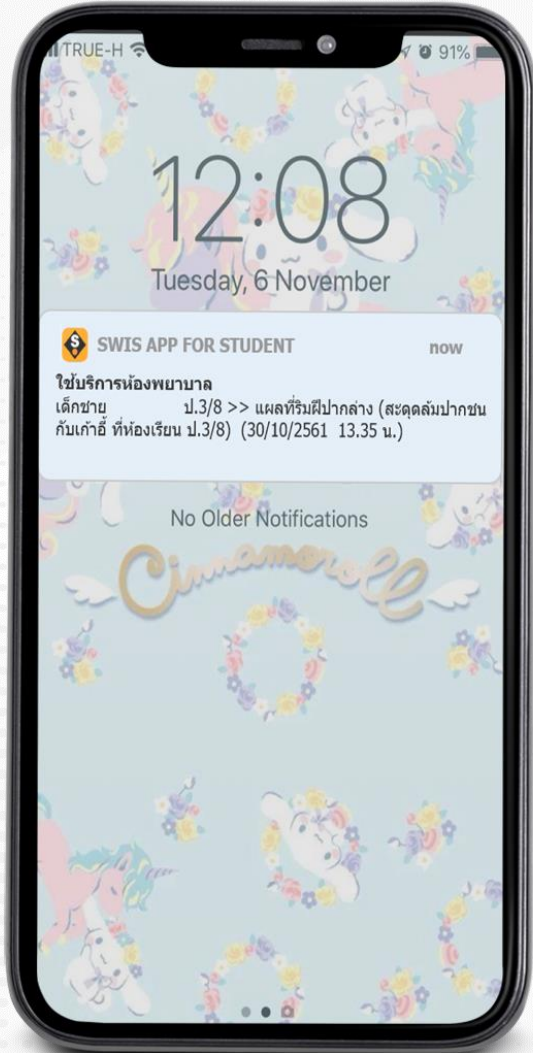 TRUE-H 91%
12:08
Tuesday, 6 November
SWIS APP FOR STUDENT now
ใช้บริการห้องพยาบาล
เด็กชาย ป.3/8 >> แผลที่ริมฝีปากล่าง (สะดุดล้มปากชน
กับเก้าอี้ ที่ห้องเรียน ป.3/8) (30/10/2561 13.35 น.)
No Older Notifications
Cinnamoroll